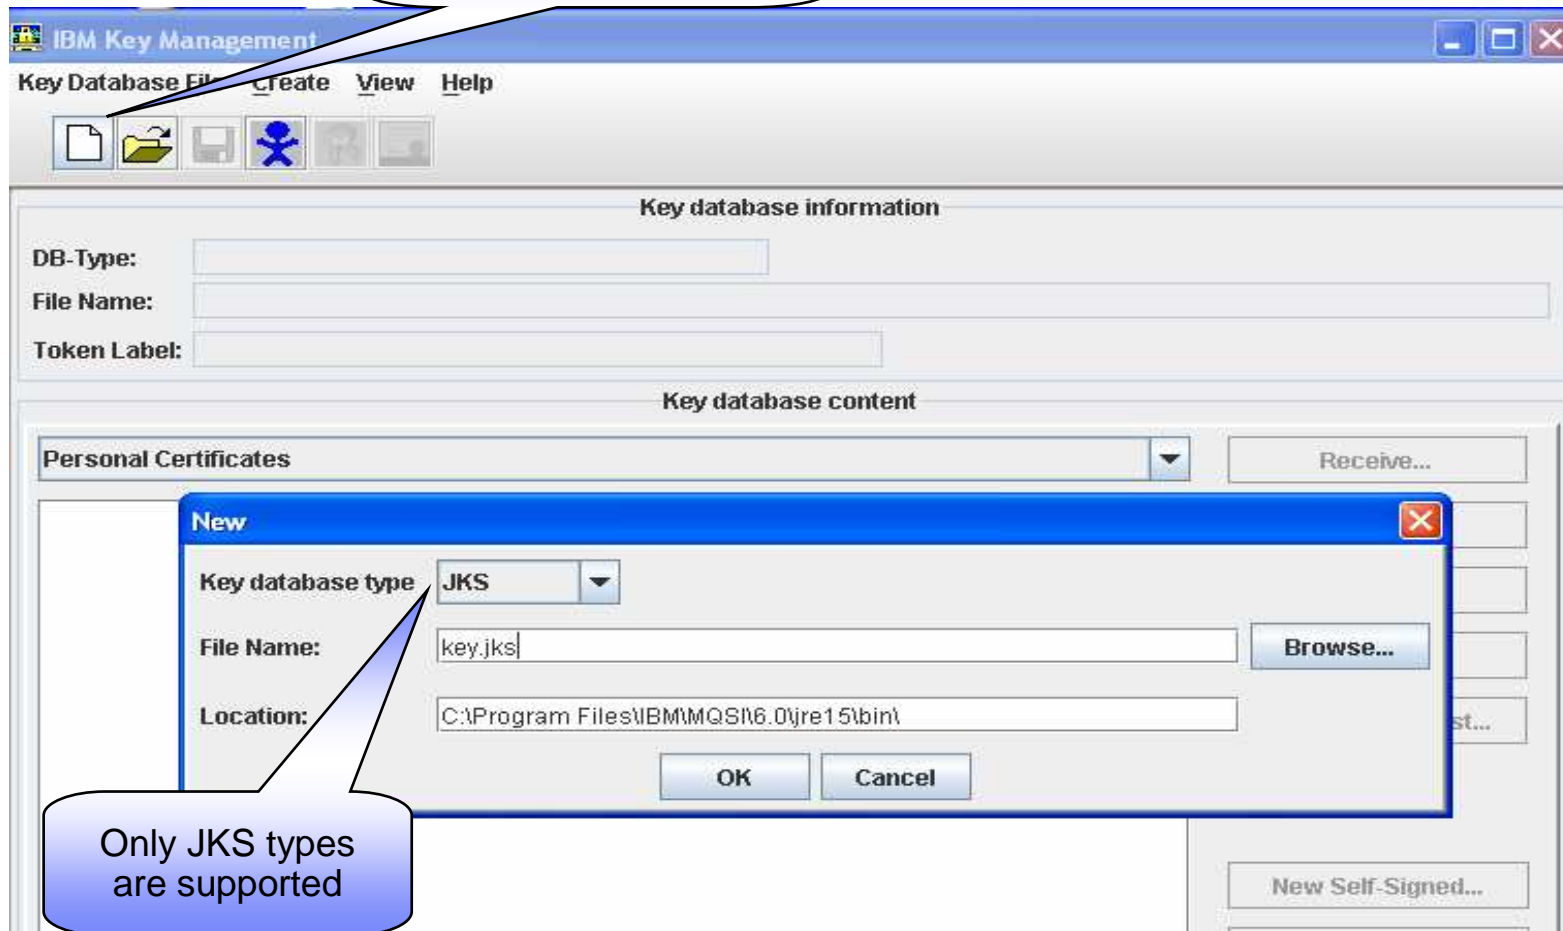 IBM Key Management
Key Database File Create View Help
Key database information
DB-Type:
File Name:
Token Label:
Key database content
Personal Certificates
Receive...
New
Key database type JKS
File Name: key.jks Browse...
Location: C:\Program Files\IBM\MQSI\6.0\jre15\bin\
st...
OK Cancel
Only JKS types
are supported
New Self-Signed...